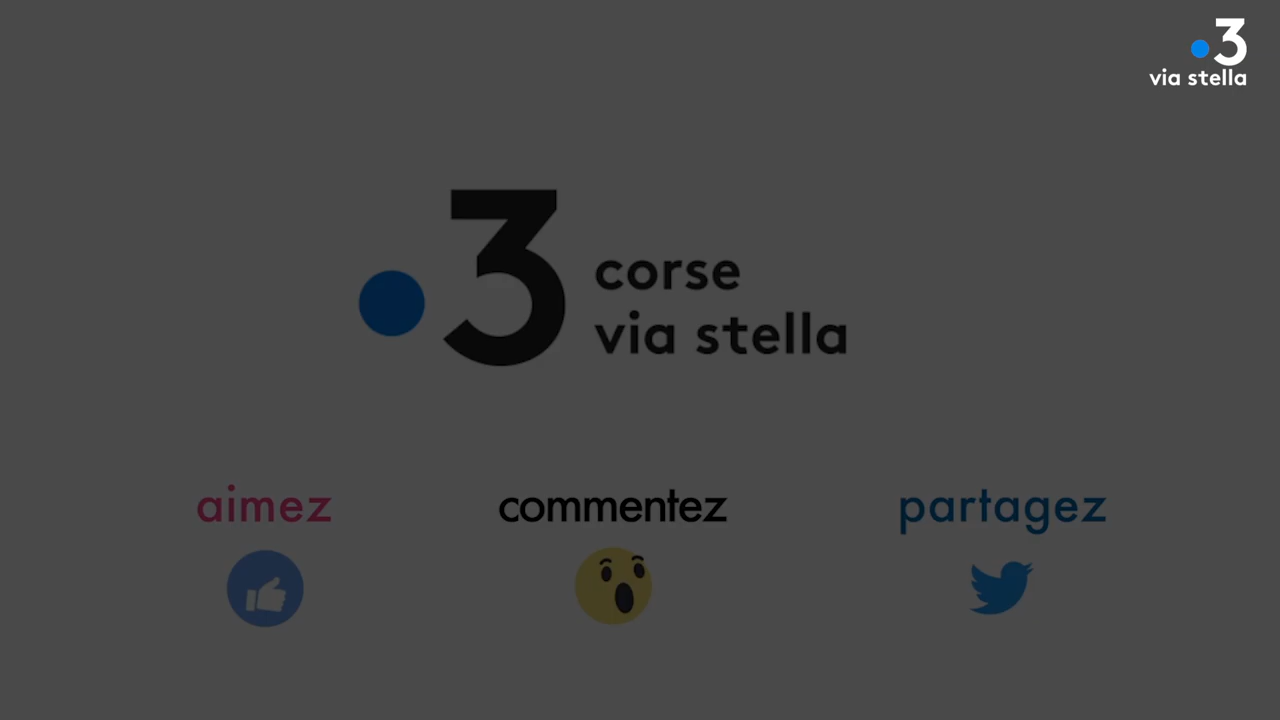 3
via stella
3
corse
via stella
aimez
commentez
partagez